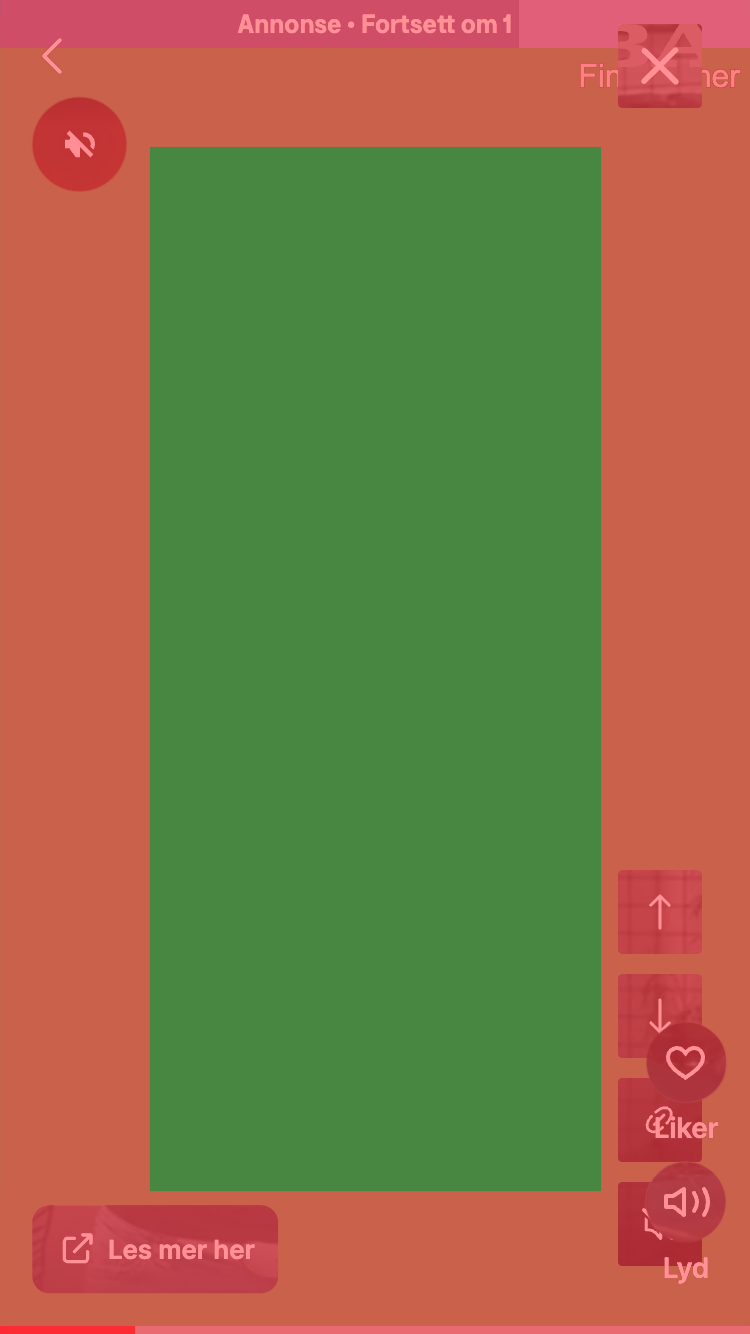 Annonse • Fortsett om 1
Liker
Les mer her
Lyd